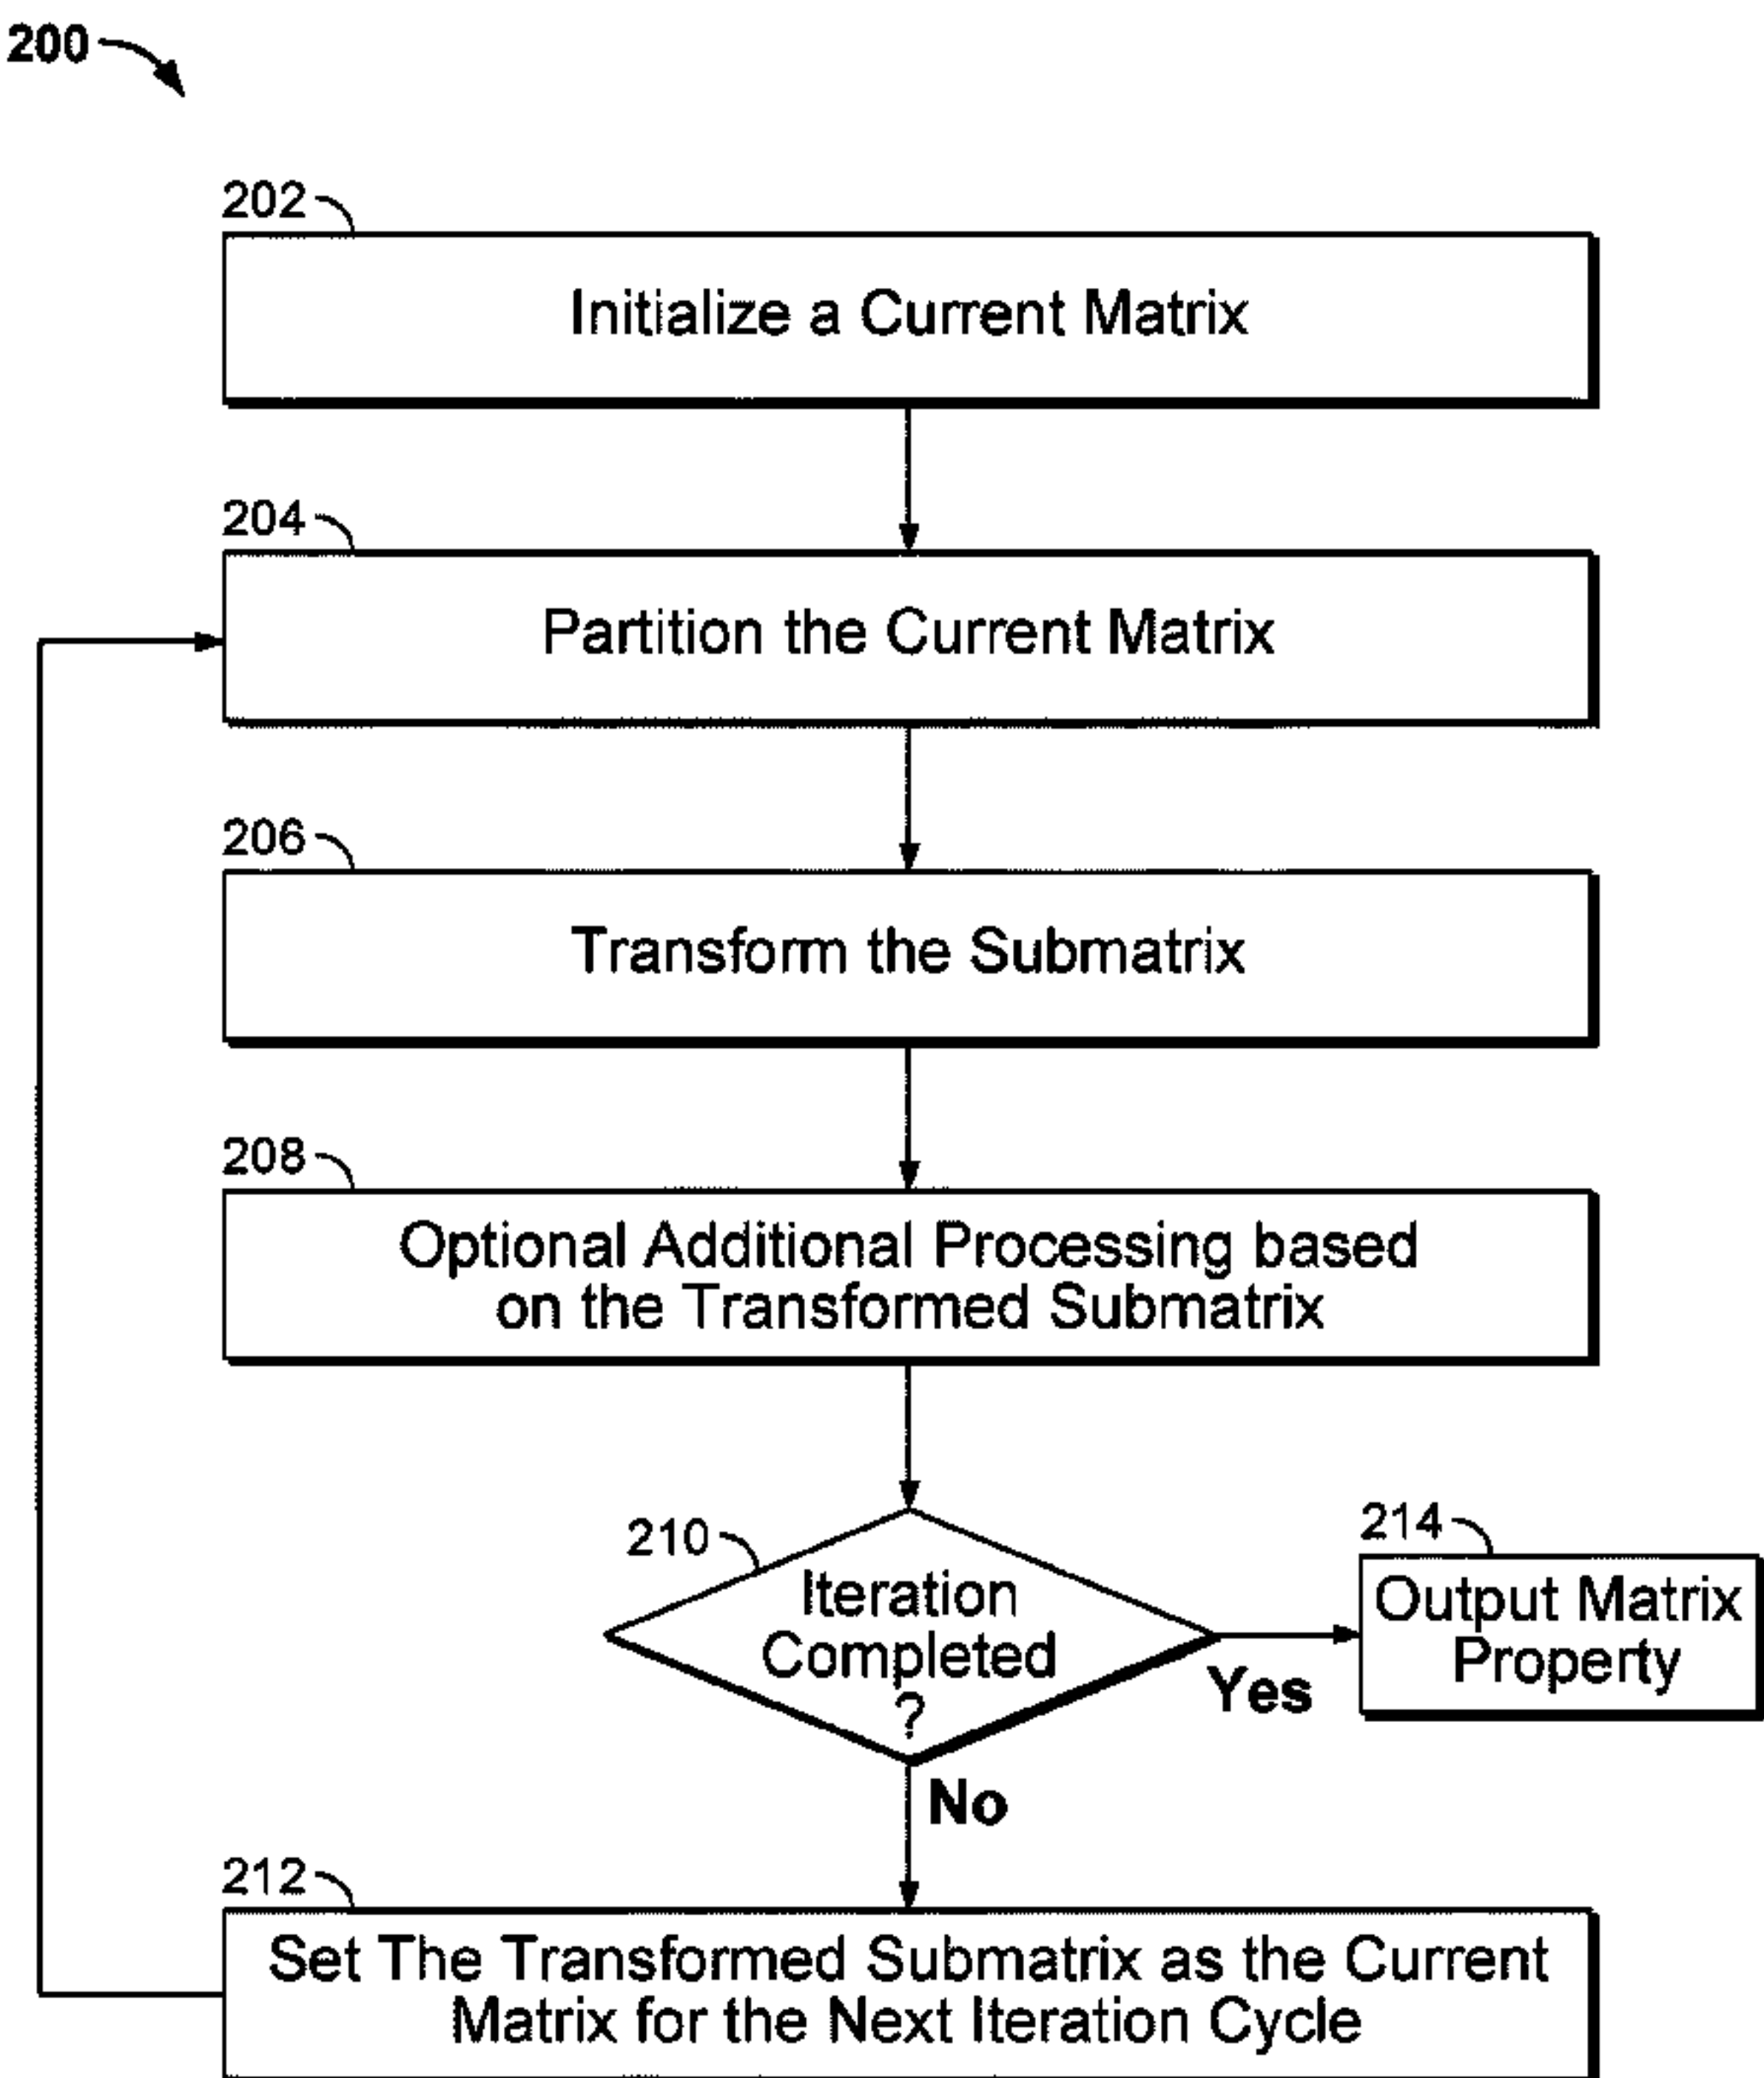 200
202
Initialize a Current Matrix
204
Partition the Current Matrix
206
Transform the Submatrix
208
Optional Additional Processing based
on the Transformed Submatrix
210
Iteration
Completed
?
Yes
214
Output Matrix
Property
No
212
Set The Transformed Submatrix as the Current
Matrix for the Next Iteration Cycle